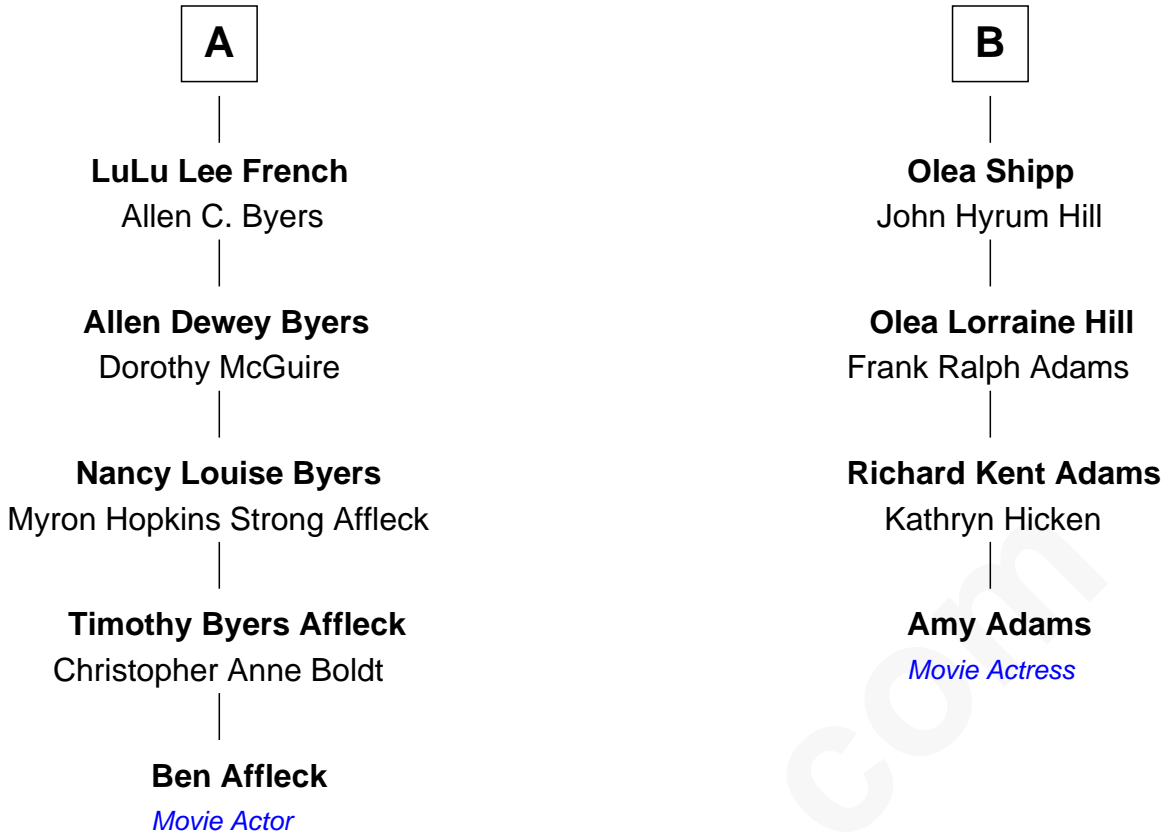 A
LuLu Lee French
Allen C. Byers
Allen Dewey Byers
Dorothy McGuire
Nancy Louise Byers
Myron Hopkins Strong Affleck
Timothy Byers Affleck
Christopher Anne Boldt
Ben Affleck
Movie Actor
B
Olea Shipp
John Hyrum Hill
Olea Lorraine Hill
Frank Ralph Adams
Richard Kent Adams
Kathryn Hicken
Amy Adams
Movie Actress
com